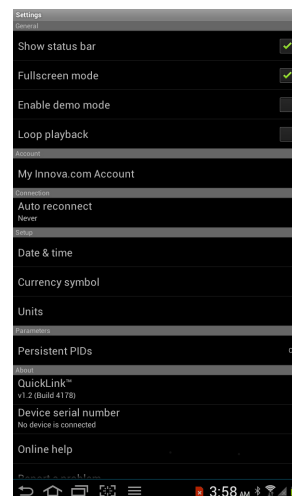 Settings
General
Show status bar
Fullscreen mode
Enable demo mode
Loop playback
Account
My Innova.com Account
Connection
Auto reconnect
Never
Setup
Date & time
Currency symbol
Units
Parameters
Persistent PIDs
About
QuickLink™
v1.2 (Build 4178)
Device serial number
No device is connected
Online help
Report a problem
3:58 AM